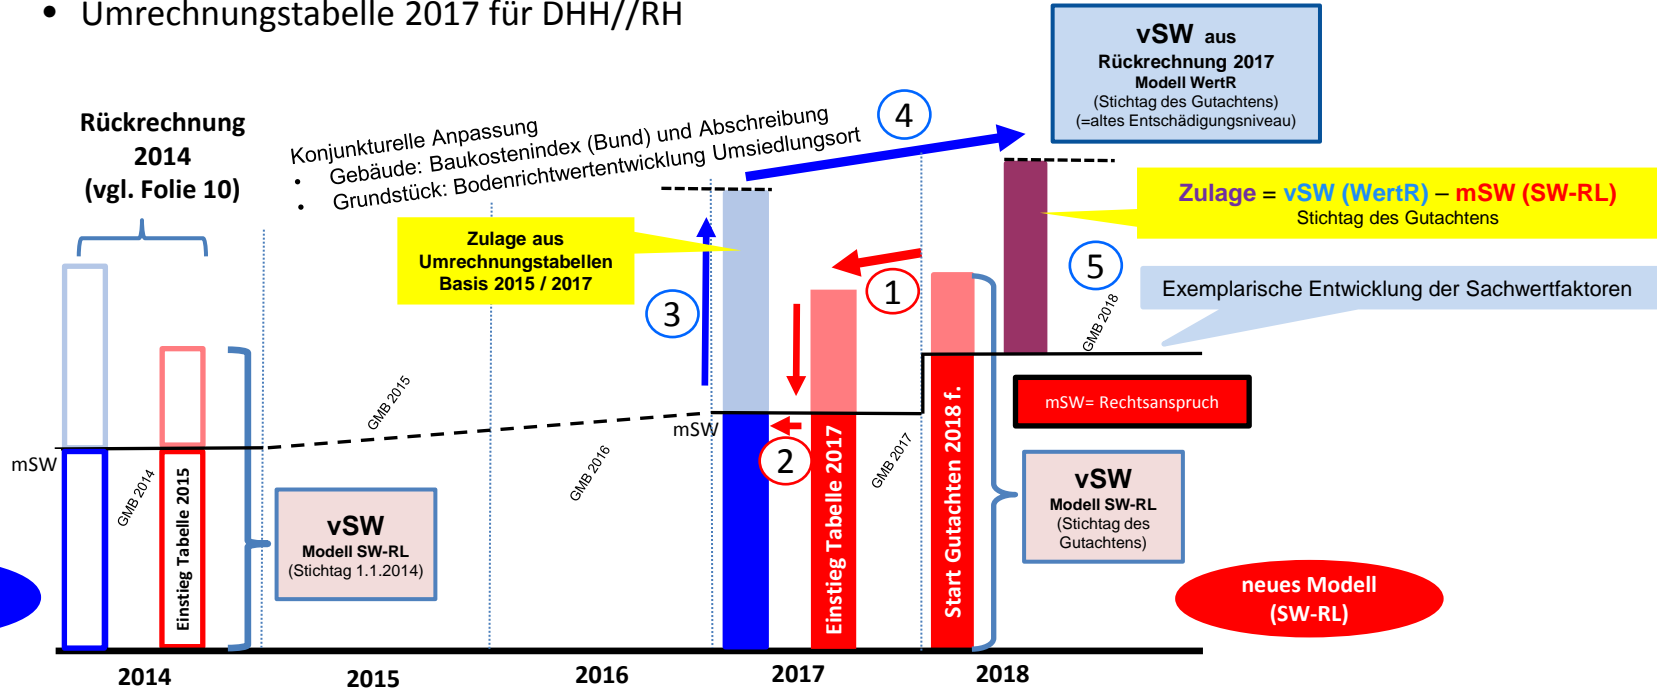 • Umrechnungstabelle 2017 für DHH//RH
vSW aus
Rückrechnung 2017
Modell WertR
(Stichtag des Gutachtens)
(=altes Entschädigungsniveau)
Rückrechnung
2014
(vgl. Folie 10)
Konjunkturelle Anpassung
• Gebäude: Baukostenindex (Bund) und Abschreibung
• Grundstück: Bodenrichtwertentwicklung Umsiedlungsort
4
Zulage = vSW (WertR) – mSW (SW-RL)
Stichtag des Gutachtens
Zulage aus
Umrechnungstabellen
Basis 2015 / 2017
3
1
5
GMB 2018
Exemplarische Entwicklung der Sachwertfaktoren
mSW= Rechtsanspruch
mSW
GMB 2014
Einstieg Tabelle 2015
GMB 2015
GMB 2016
mSW
2
Einstieg Tabelle 2017
GMB 2017
Start Gutachten 2018 f.
vSW
Modell SW-RL
(Stichtag 1.1.2014)
vSW
Modell SW-RL
(Stichtag des
Gutachtens)
neues Modell
(SW-RL)
2014
2015
2016
2017
2018